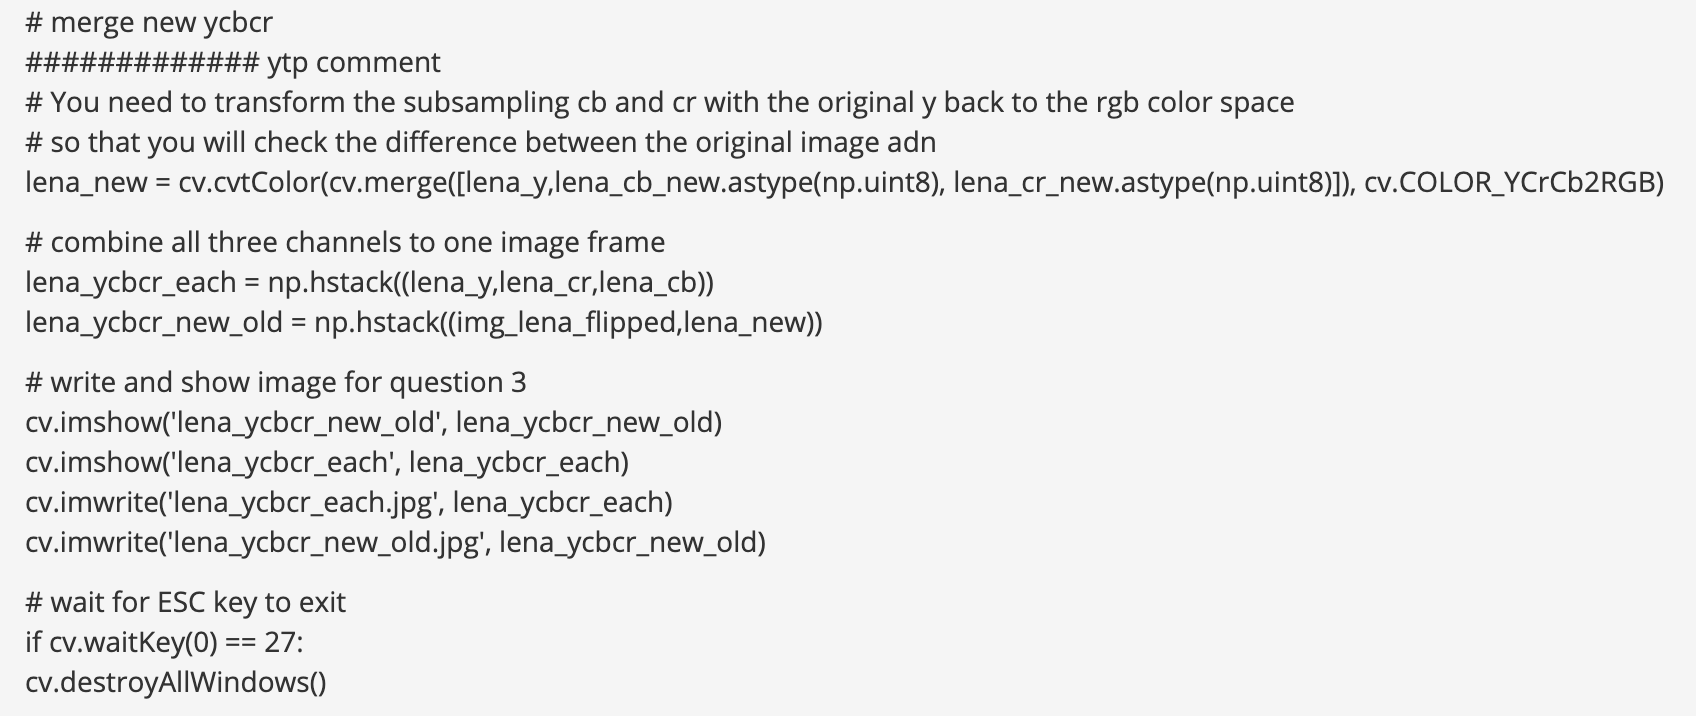 # merge new ycbcr
############# ytp comment
# You need to transform the subsampling cb and cr with the original y back to the rgb color space
# so that you will check the difference between the original image adn
lena_new = cv.cvtColor(cv.merge([lena_y,lena_cb_new.astype(np.uint8), lena_cr_new.astype(np.uint8)]), cv.COLOR_YCrCb2RGB)
# combine all three channels to one image frame
lena_ycbcr_each = np.hstack((lena_y,lena_cr,lena_cb))
lena_ycbcr_new_old = np.hstack((img_lena_flipped,lena_new))
# write and show image for question 3
cv.imshow('lena_ycbcr_new_old', lena_ycbcr_new_old)
cv.imshow('lena_ycbcr_each', lena_ycbcr_each)
cv.imwrite('lena_ycbcr_each.jpg', lena_ycbcr_each)
cv.imwrite('lena_ycbcr_new_old.jpg', lena_ycbcr_new_old)
# wait for ESC key to exit
if cv.waitKey(0) == 27:
cv.destroyAllWindows()